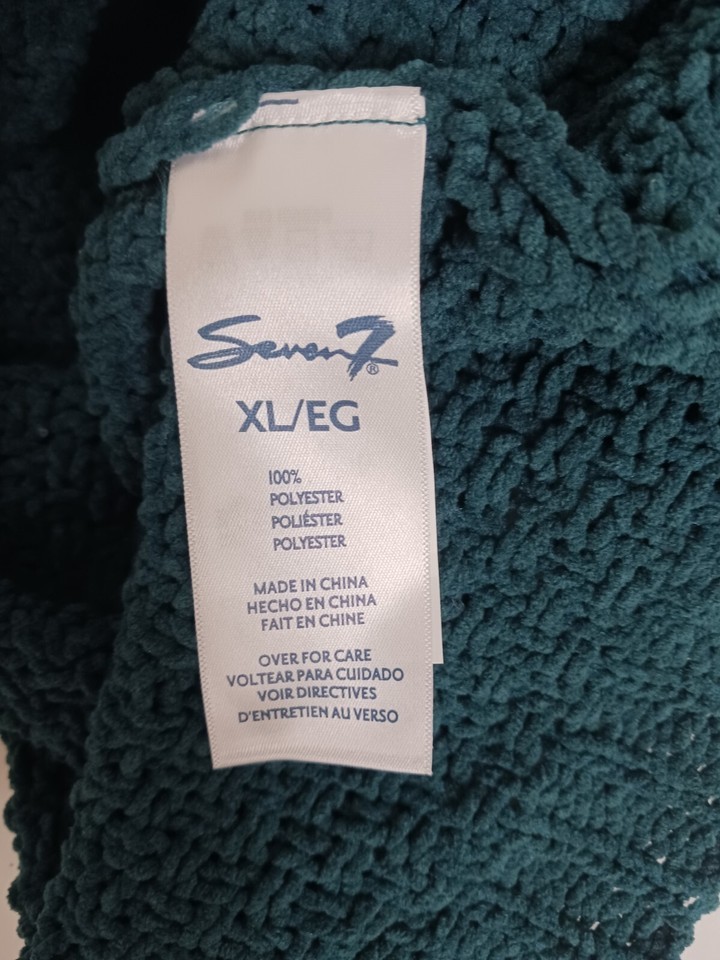 Seven7®
XL/EG
100%
POLYESTER
POLIÉSTER
POLYESTER
MADE IN CHINA
HECHO EN CHINA
FAIT EN CHINE
OVER FOR CARE
VOLTEAR PARA CUIDADO
VOIR DIRECTIVES
D'ENTRETIEN AU VERSO